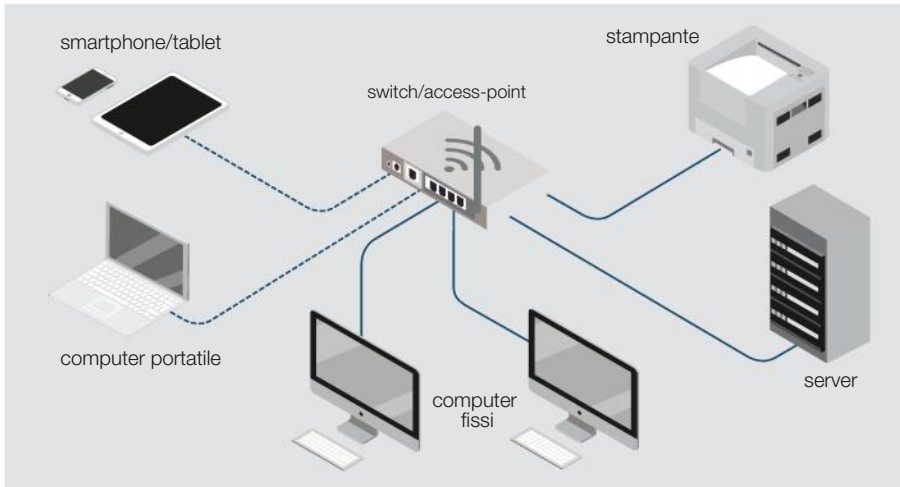 smartphone/tablet
stampante
switch/access-point
computer portatile
computer
fissi
server